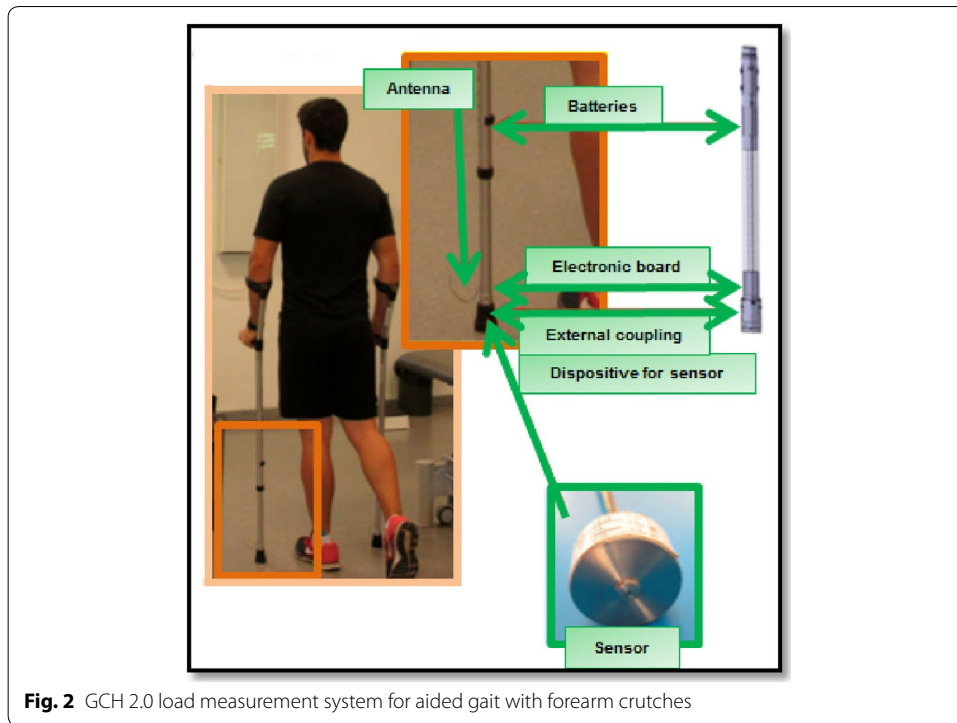 Antenna
Batteries
Electronic board
External coupling
Dispositive for sensor
Sensor
Fig. 2 GCH 2.0 load measurement system for aided gait with forearm crutches